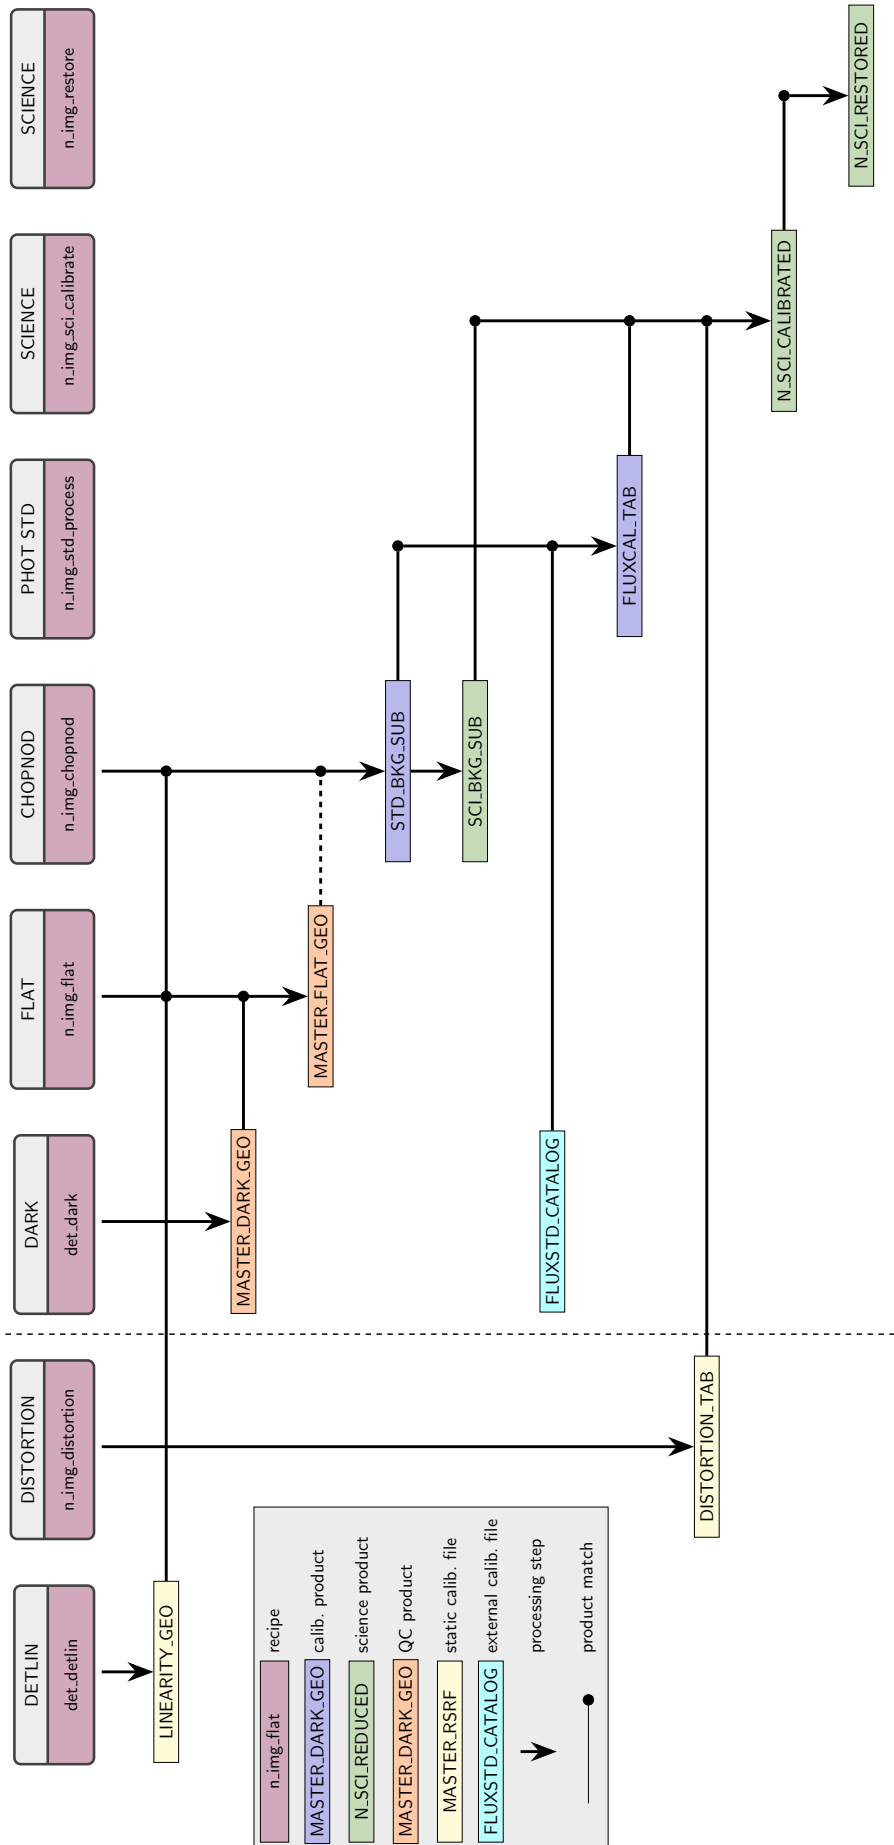 DETLIN
det_detlin
DISTORTION
n_img_distortion
DARK
det_dark
FLAT
n_img_flat
CHOPNOD
n_img_chopnod
PHOT STD
n_img_std_process
SCIENCE
n_img_sci_calibrate
SCIENCE
n_img_restore
LINEARITY_GEO
MASTER_DARK_GEO
MASTER_FLAT_GEO
STD_BKG_SUB
SCI_BKG_SUB
FLUXSTD_CATALOG
FLUXCAL_TAB
DISTORTION_TAB
N_SCI_CALIBRATED
N_SCI_RESTORED
n_img_flat recipe
MASTER_DARK_GEO calib. product
N_SCI_REDUCED science product
MASTER_DARK_GEO QC product
MASTER_RSRF static calib. file
FLUXSTD_CATALOG external calib. file
processing step
product match